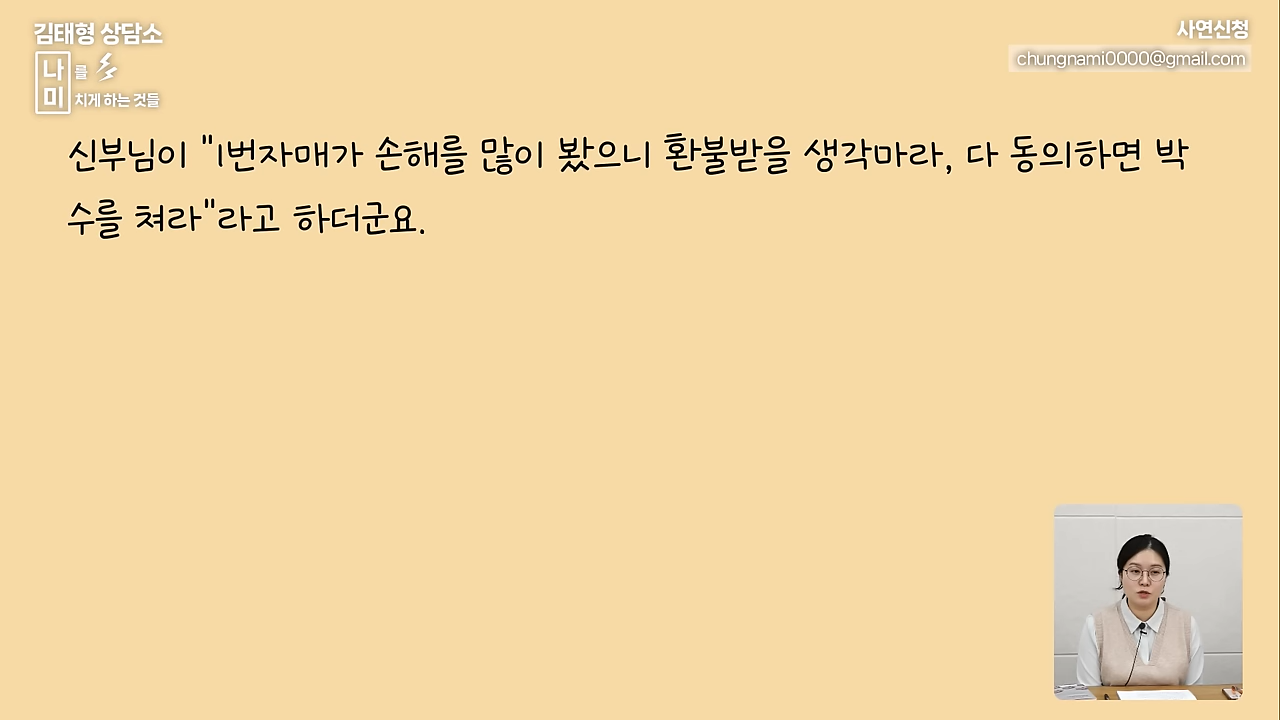 김태형 상담소
나를
미치게 하는 것들
사연신청
chungnami0000@gmail.com
신부님이 "1번자매가 손해를 많이 봤으니 환불받을 생각마라, 다 동의하면 박
수를 쳐라"라고 하더군요.